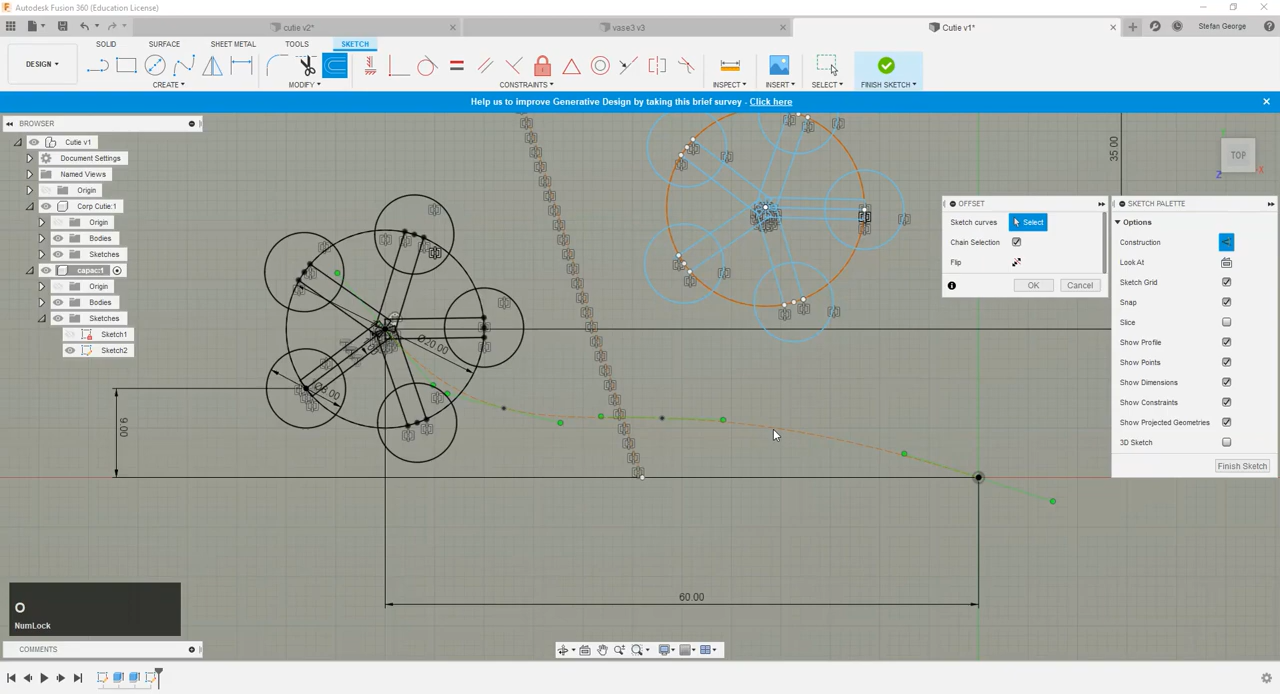 Autodesk Fusion 360 (Education License)
cutie v2*
vase3 v3
Cutie v1*
Stefan George
SOLID
SURFACE
SHEET METAL
TOOLS
SKETCH
DESIGN
CREATE
MODIFY
CONSTRAINTS
INSPECT
INSERT
SELECT
FINISH SKETCH
Help us to improve Generative Design by taking this brief survey - Click here
BROWSER
Cutie v1
Document Settings
Named Views
Origin
Corp Cutie:1
Origin
Bodies
Sketches
capac:1
Origin
Bodies
Sketches
Sketch1
Sketch2
35.00
TOP
Z
X
OFFSET
Sketch curves
Select
Chain Selection
Flip
OK
Cancel
SKETCH PALETTE
Options
Construction
Look At
Sketch Grid
Snap
Slice
Show Profile
Show Points
Show Dimensions
Show Constraints
Show Projected Geometries
3D Sketch
Finish Sketch
Ø20.00
Ø8.00
9.00
60.00
O
NumLock
COMMENTS